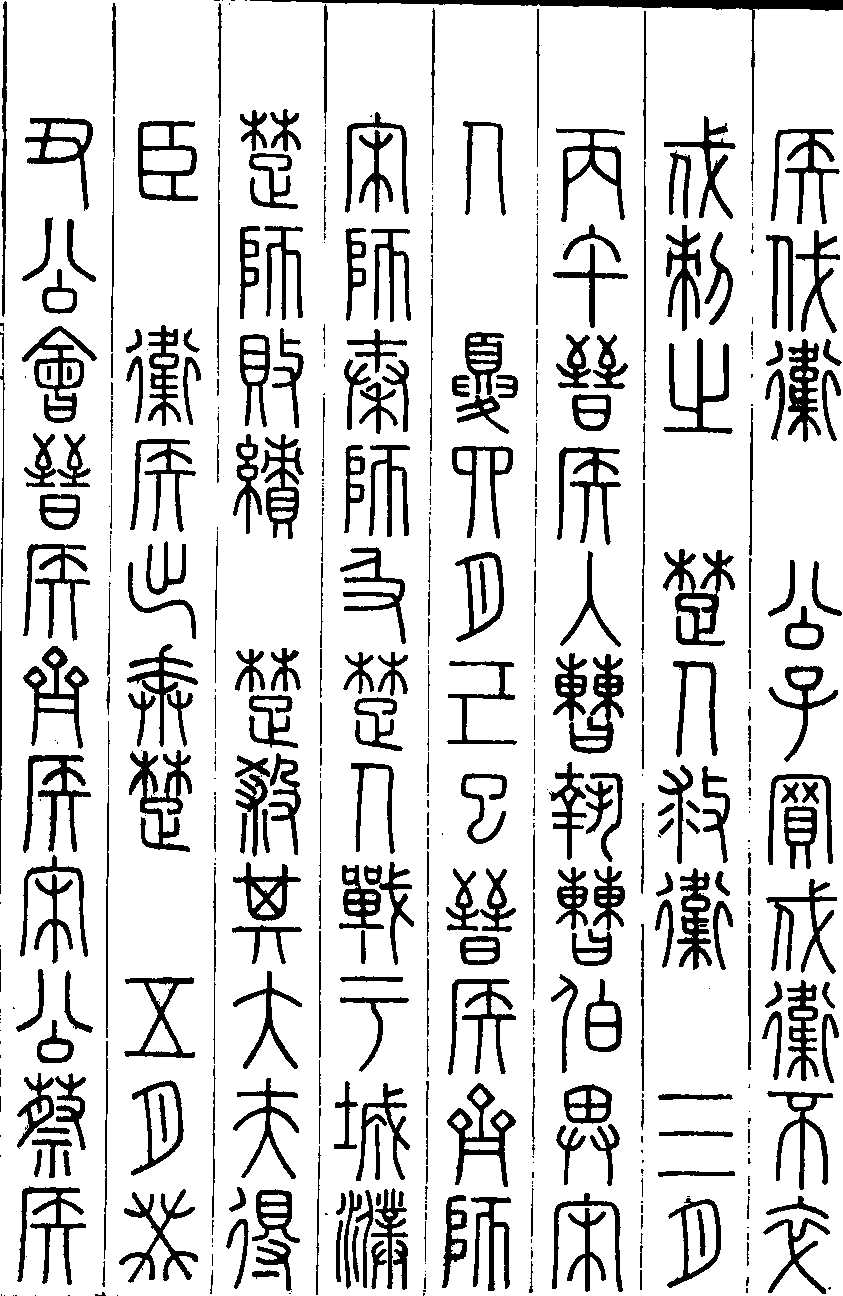 侯伐衛　公子買戍衛不卒
戍刺之　楚人救衛　三月
丙午晉侯入曹執曹伯畀宋
人　夏四月己巳晉侯齊師
宋師秦師及楚人戰于城濮
楚師敗績　楚殺其大夫得
臣　衛侯出奔楚　五月癸
丑公會晉侯齊侯宋公蔡侯